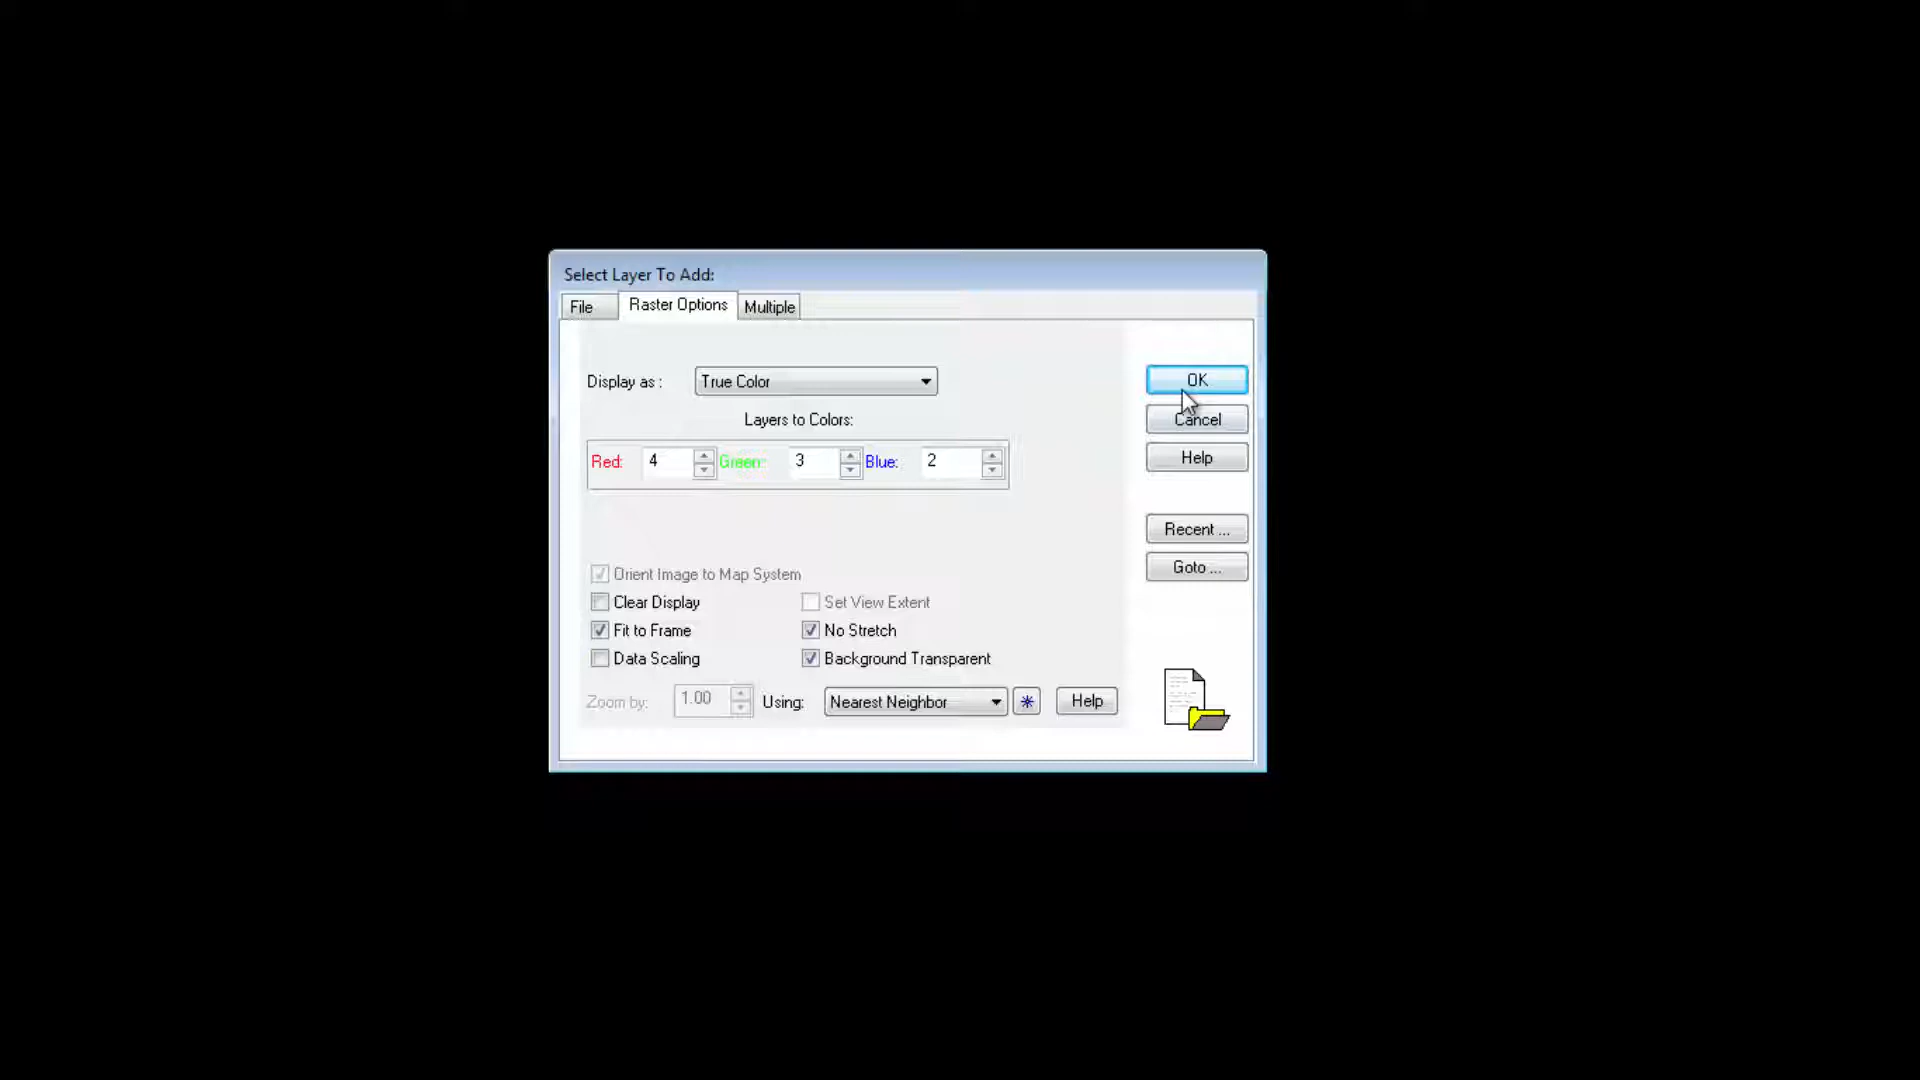 Select Layer To Add:
File Raster Options Multiple
Display as : True Color
OK
Layers to Colors:
Cancel
Red: 4 Green: 3 Blue: 2
Help
Recent ...
Goto ...
Orient Image to Map System
Clear Display Set View Extent
Fit to Frame No Stretch
Data Scaling Background Transparent
Zoom by: 1.00 Using: Nearest Neighbor Help